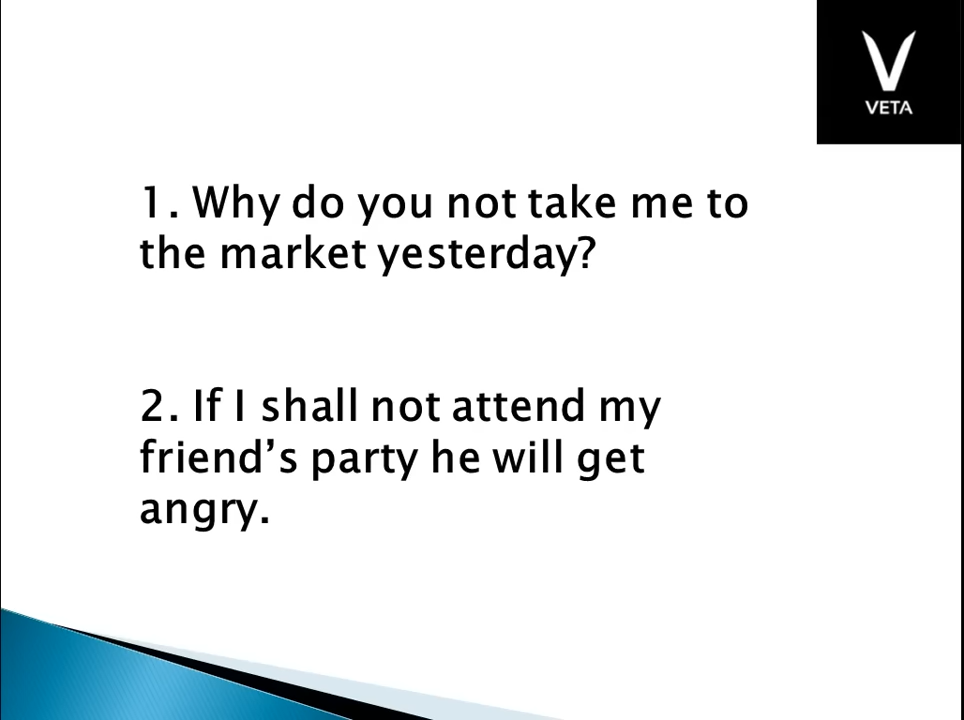 VETA
1. Why do you not take me to
the market yesterday?
2. If I shall not attend my
friend’s party he will get
angry.